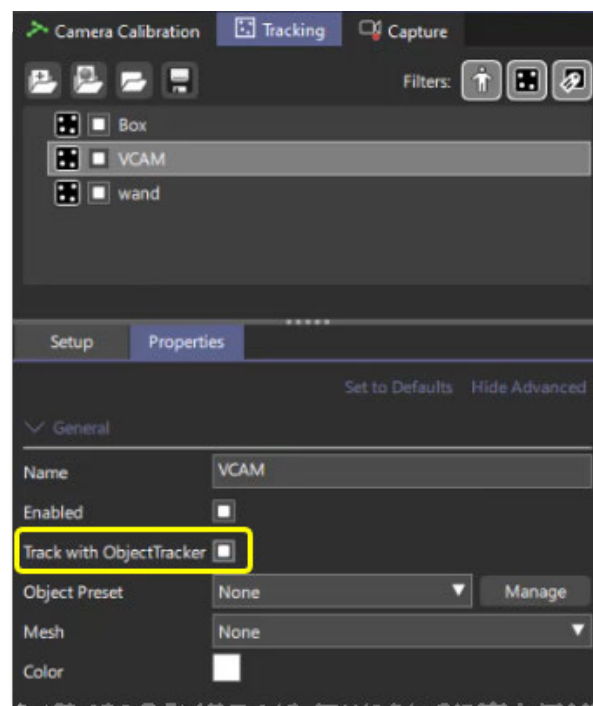 Camera Calibration Tracking Capture
Filters:
Box
VCAM
wand
Setup Properties
Set to Defaults Hide Advanced
General
Name VCAM
Enabled
Track with ObjectTracker
Object Preset None Manage
Mesh None
Color